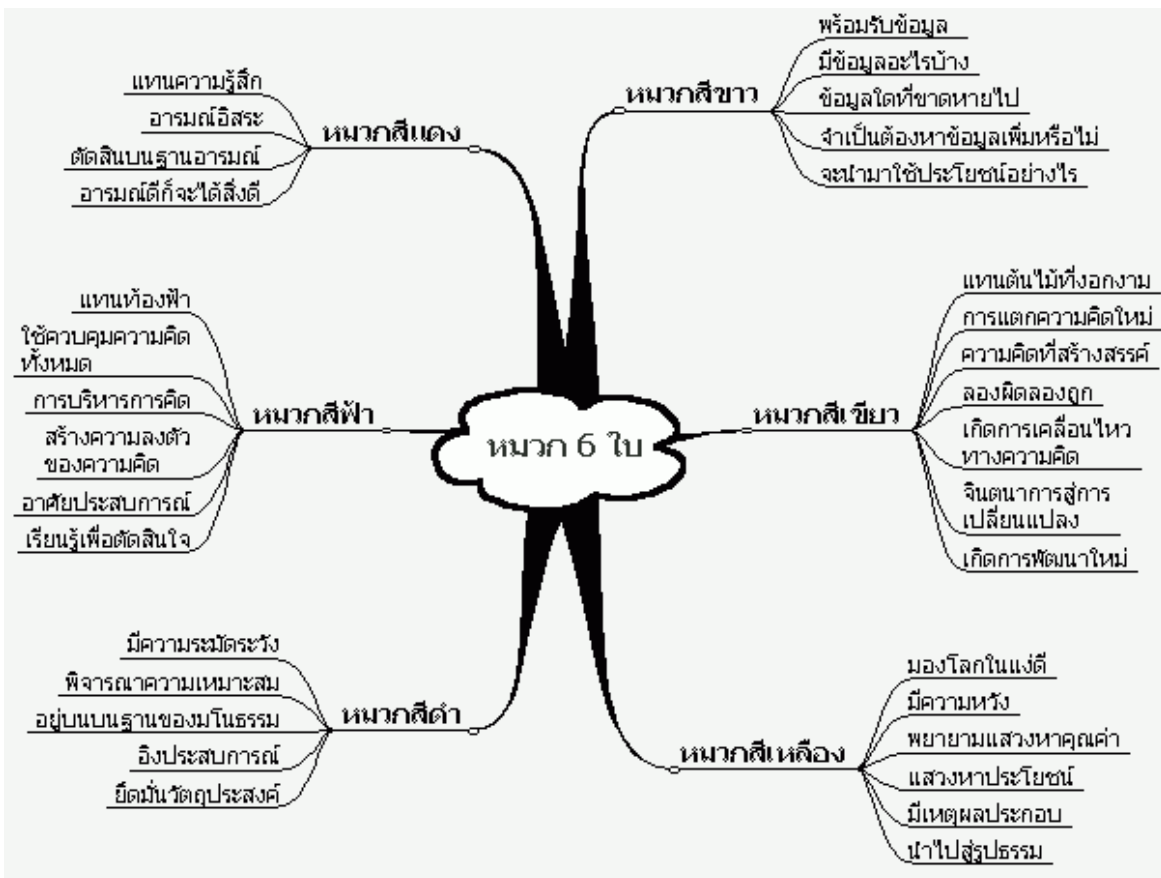 หมวก 6 ใบ
หมวกสีขาว
พร้อมรับข้อมูล
มีข้อมูลอะไรบ้าง
ข้อมูลใดที่ขาดหายไป
จำเป็นต้องหาข้อมูลเพิ่มหรือไม่
จะนำมาใช้ประโยชน์อย่างไร
หมวกสีเขียว
แทนต้นไม้ที่งอกงาม
การแตกความคิดใหม่
ความคิดที่สร้างสรรค์
ลองผิดลองถูก
เกิดการเคลื่อนไหว
ทางความคิด
จินตนาการสู่การ
เปลี่ยนแปลง
เกิดการพัฒนาใหม่
หมวกสีเหลือง
มองโลกในแง่ดี
มีความหวัง
พยายามแสวงหาคุณค่า
แสวงหาประโยชน์
มีเหตุผลประกอบ
นำไปสู่รูปธรรม
หมวกสีแดง
แทนความรู้สึก
อารมณ์อิสระ
ตัดสินบนฐานอารมณ์
อารมณ์ดีก็จะได้สิ่งดี
หมวกสีฟ้า
แทนท้องฟ้า
ใช้ควบคุมความคิด
ทั้งหมด
การบริหารการคิด
สร้างความลงตัว
ของความคิด
อาศัยประสบการณ์
เรียนรู้เพื่อตัดสินใจ
หมวกสีดำ
มีความระมัดระวัง
พิจารณาความเหมาะสม
อยู่บนบนฐานของมโนธรรม
อิงประสบการณ์
ยึดมั่นวัตถุประสงค์